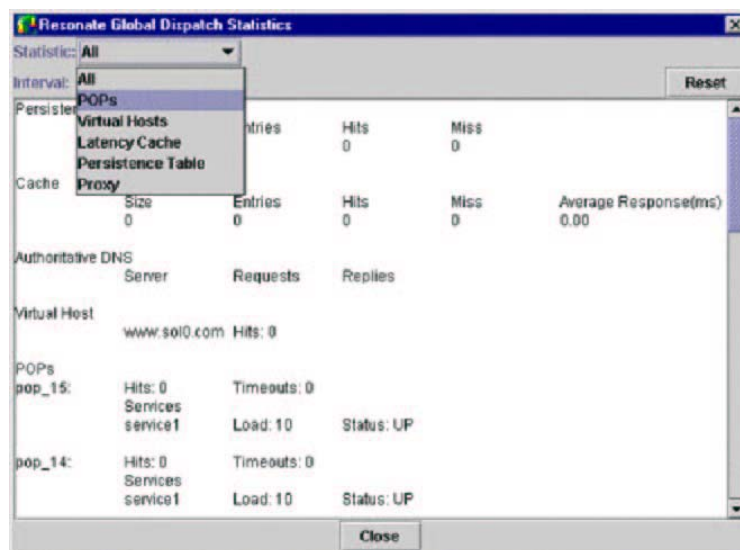 Resonate Global Dispatch Statistics
Statistic: All
Interval: All
Reset
POPs
Virtual Hosts
Latency Cache
Persistence Table
Proxy
Hits Miss
0 0
Cache
Size Entries Hits Miss Average Response(ms)
0 0 0 0 0.00
Authoritative DNS
Server Requests Replies
Virtual Host
www.sol0.com Hits: 0
POPs
pop_15: Hits: 0 Timeouts: 0
Services
service1 Load: 10 Status: UP
pop_14: Hits: 0 Timeouts: 0
Services
service1 Load: 10 Status: UP
Close